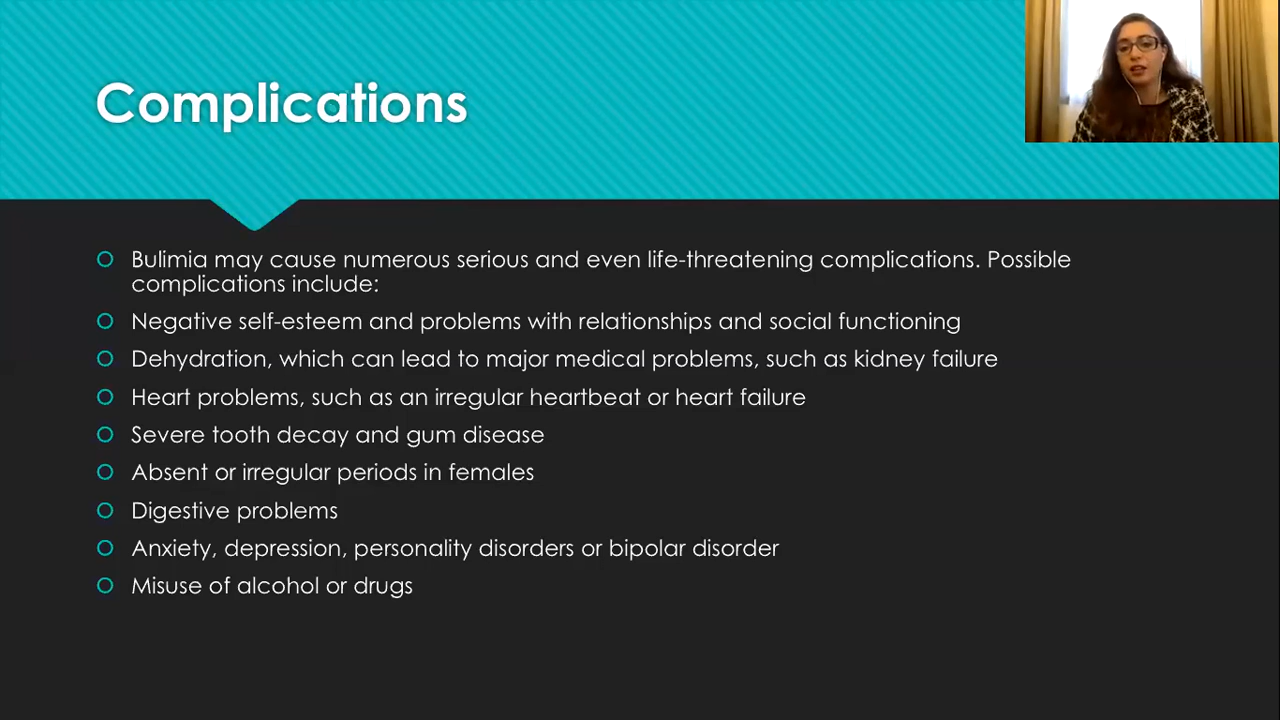 Complications
Bulimia may cause numerous serious and even life-threatening complications. Possible
complications include:
Negative self-esteem and problems with relationships and social functioning
Dehydration, which can lead to major medical problems, such as kidney failure
Heart problems, such as an irregular heartbeat or heart failure
Severe tooth decay and gum disease
Absent or irregular periods in females
Digestive problems
Anxiety, depression, personality disorders or bipolar disorder
Misuse of alcohol or drugs